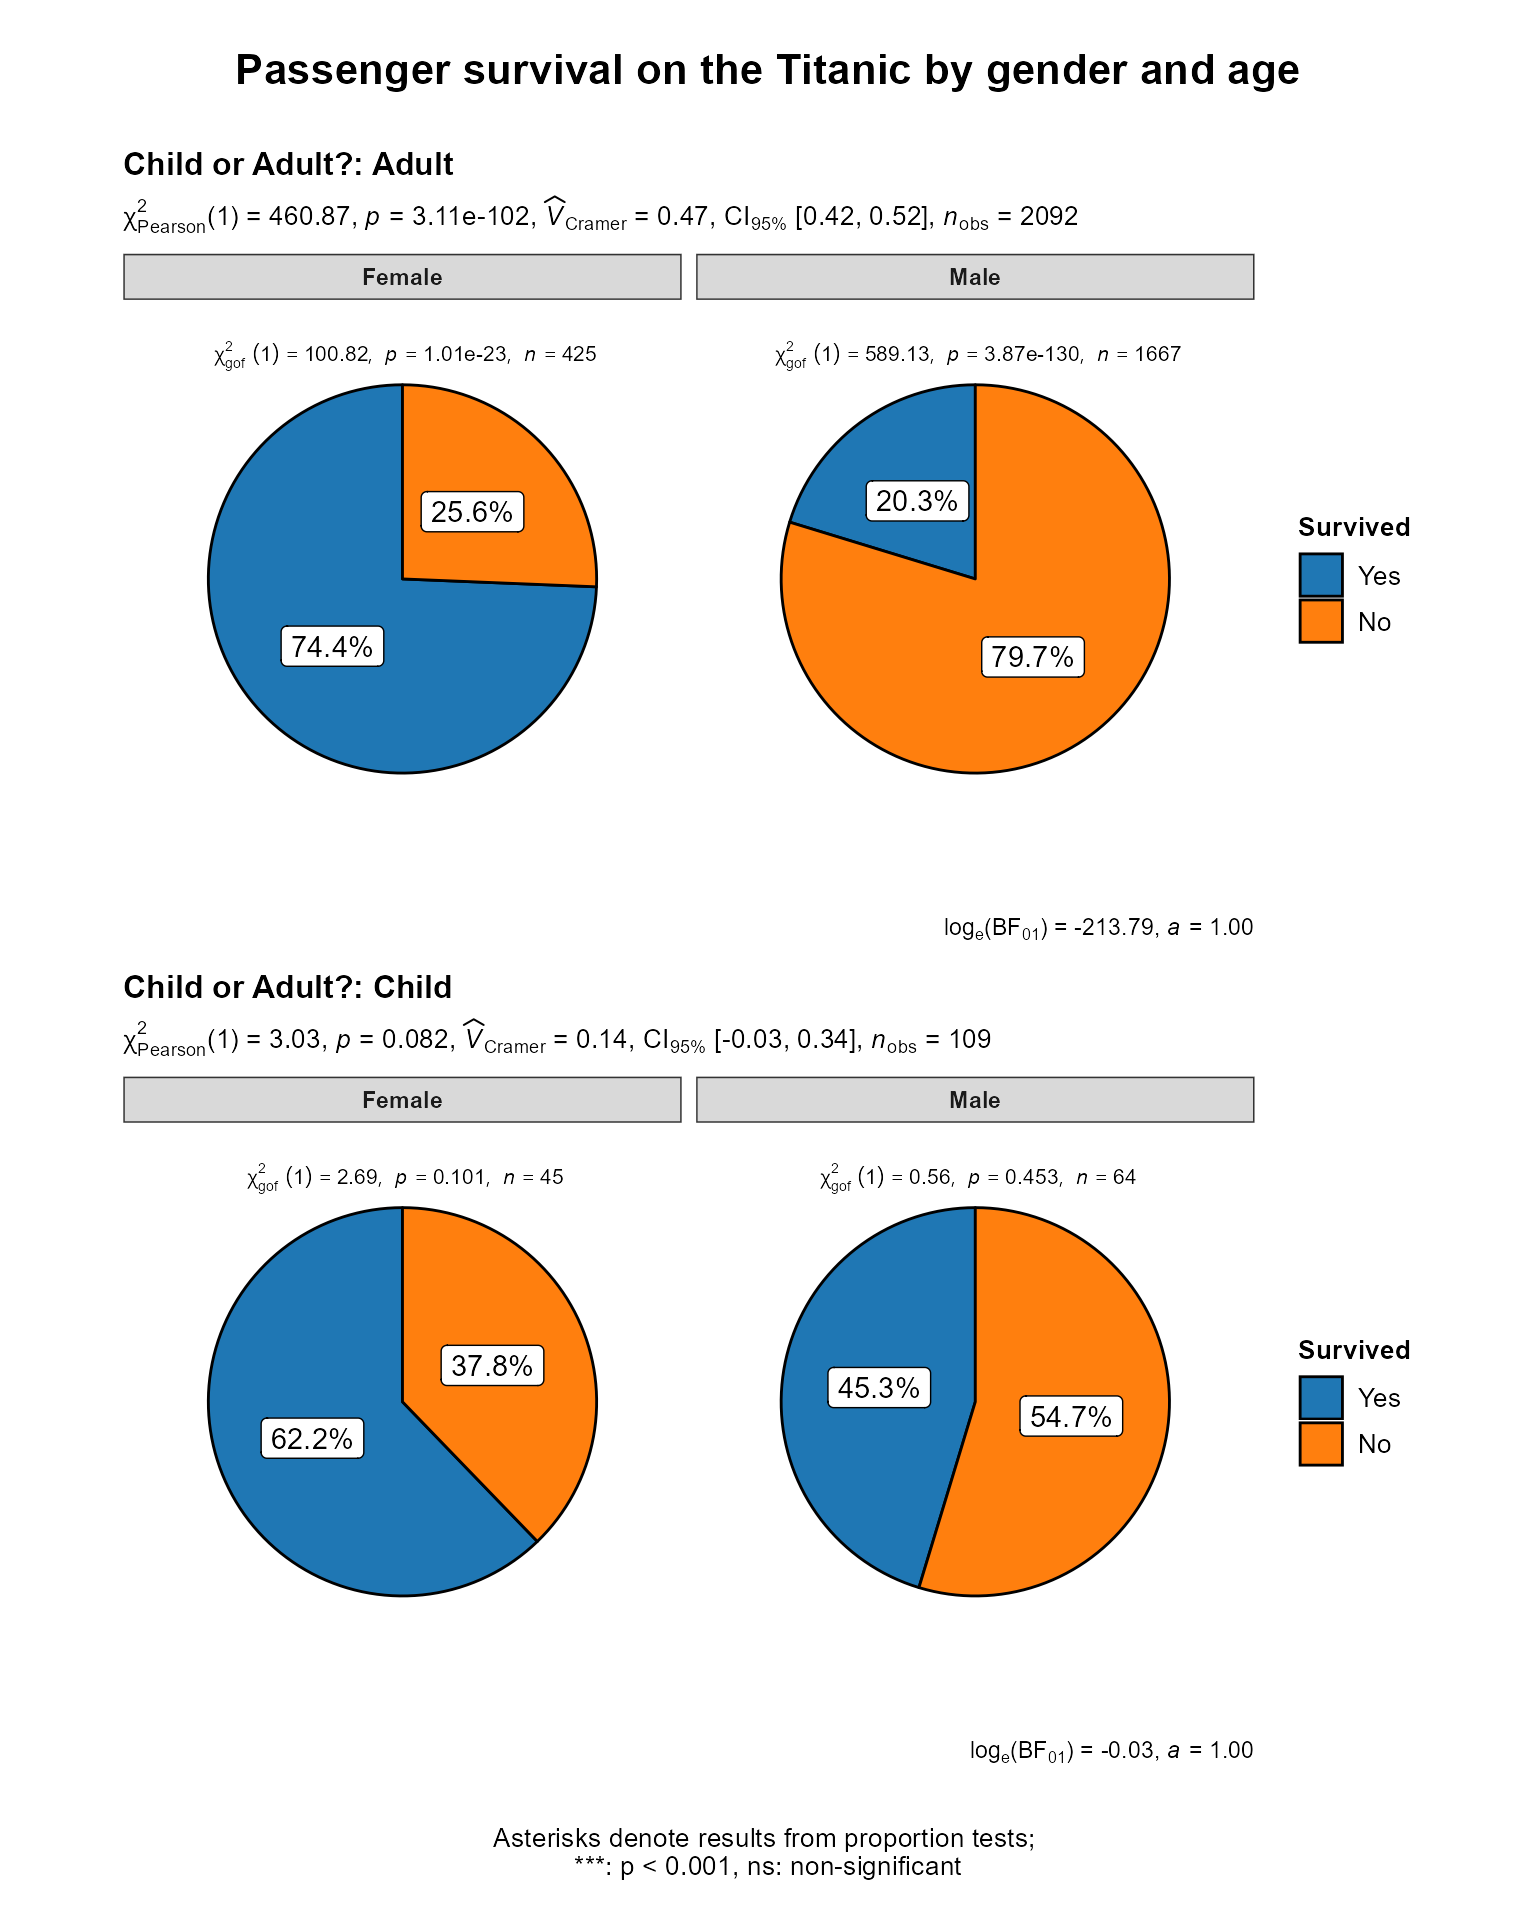 Passenger survival on the Titanic by gender and age
Child or Adult?: Adult
χ²Pearson(1) = 460.87, p = 3.11e-102, V̂Cramer = 0.47, CI95% [0.42, 0.52], nobs = 2092
Female
Male
χ²gof (1) = 100.82, p = 1.01e-23, n = 425
χ²gof (1) = 589.13, p = 3.87e-130, n = 1667
25.6%
74.4%
20.3%
79.7%
Survived
Yes
No
loge(BF01) = -213.79, a = 1.00
Child or Adult?: Child
χ²Pearson(1) = 3.03, p = 0.082, V̂Cramer = 0.14, CI95% [-0.03, 0.34], nobs = 109
Female
Male
χ²gof (1) = 2.69, p = 0.101, n = 45
χ²gof (1) = 0.56, p = 0.453, n = 64
37.8%
62.2%
45.3%
54.7%
Survived
Yes
No
loge(BF01) = -0.03, a = 1.00
Asterisks denote results from proportion tests;
***: p < 0.001, ns: non-significant